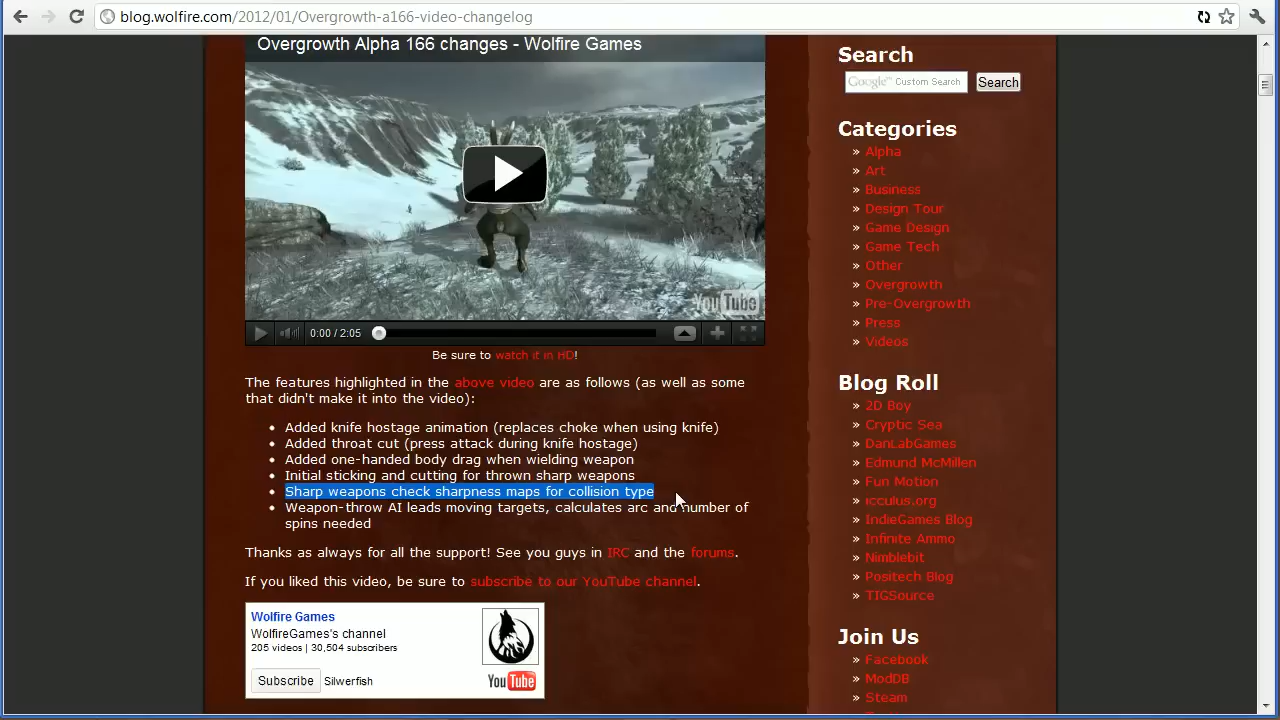 blog.wolfire.com/2012/01/Overgrowth-a166-video-changelog
Overgrowth Alpha 166 changes - Wolfire Games
YouTube
0:00 / 2:05
Be sure to watch it in HD!
The features highlighted in the above video are as follows (as well as some
that didn't make it into the video):
Added knife hostage animation (replaces choke when using knife)
Added throat cut (press attack during knife hostage)
Added one-handed body drag when wielding weapon
Initial sticking and cutting for thrown sharp weapons
Sharp weapons check sharpness maps for collision type
Weapon-throw AI leads moving targets, calculates arc and number of
spins needed
Thanks as always for all the support! See you guys in IRC and the forums.
If you liked this video, be sure to subscribe to our YouTube channel.
Wolfire Games
WolfireGames's channel
205 videos | 30,504 subscribers
Subscribe Silwerfish
YouTube
Search
Google™ Custom Search Search
Categories
» Alpha
» Art
» Business
» Design Tour
» Game Design
» Game Tech
» Other
» Overgrowth
» Pre-Overgrowth
» Press
» Videos
Blog Roll
» 2D Boy
» Cryptic Sea
» DanLabGames
» Edmund McMillen
» Fun Motion
» icculus.org
» IndieGames Blog
» Infinite Ammo
» Nimblebit
» Positech Blog
» TIGSource
Join Us
» Facebook
» ModDB
» Steam